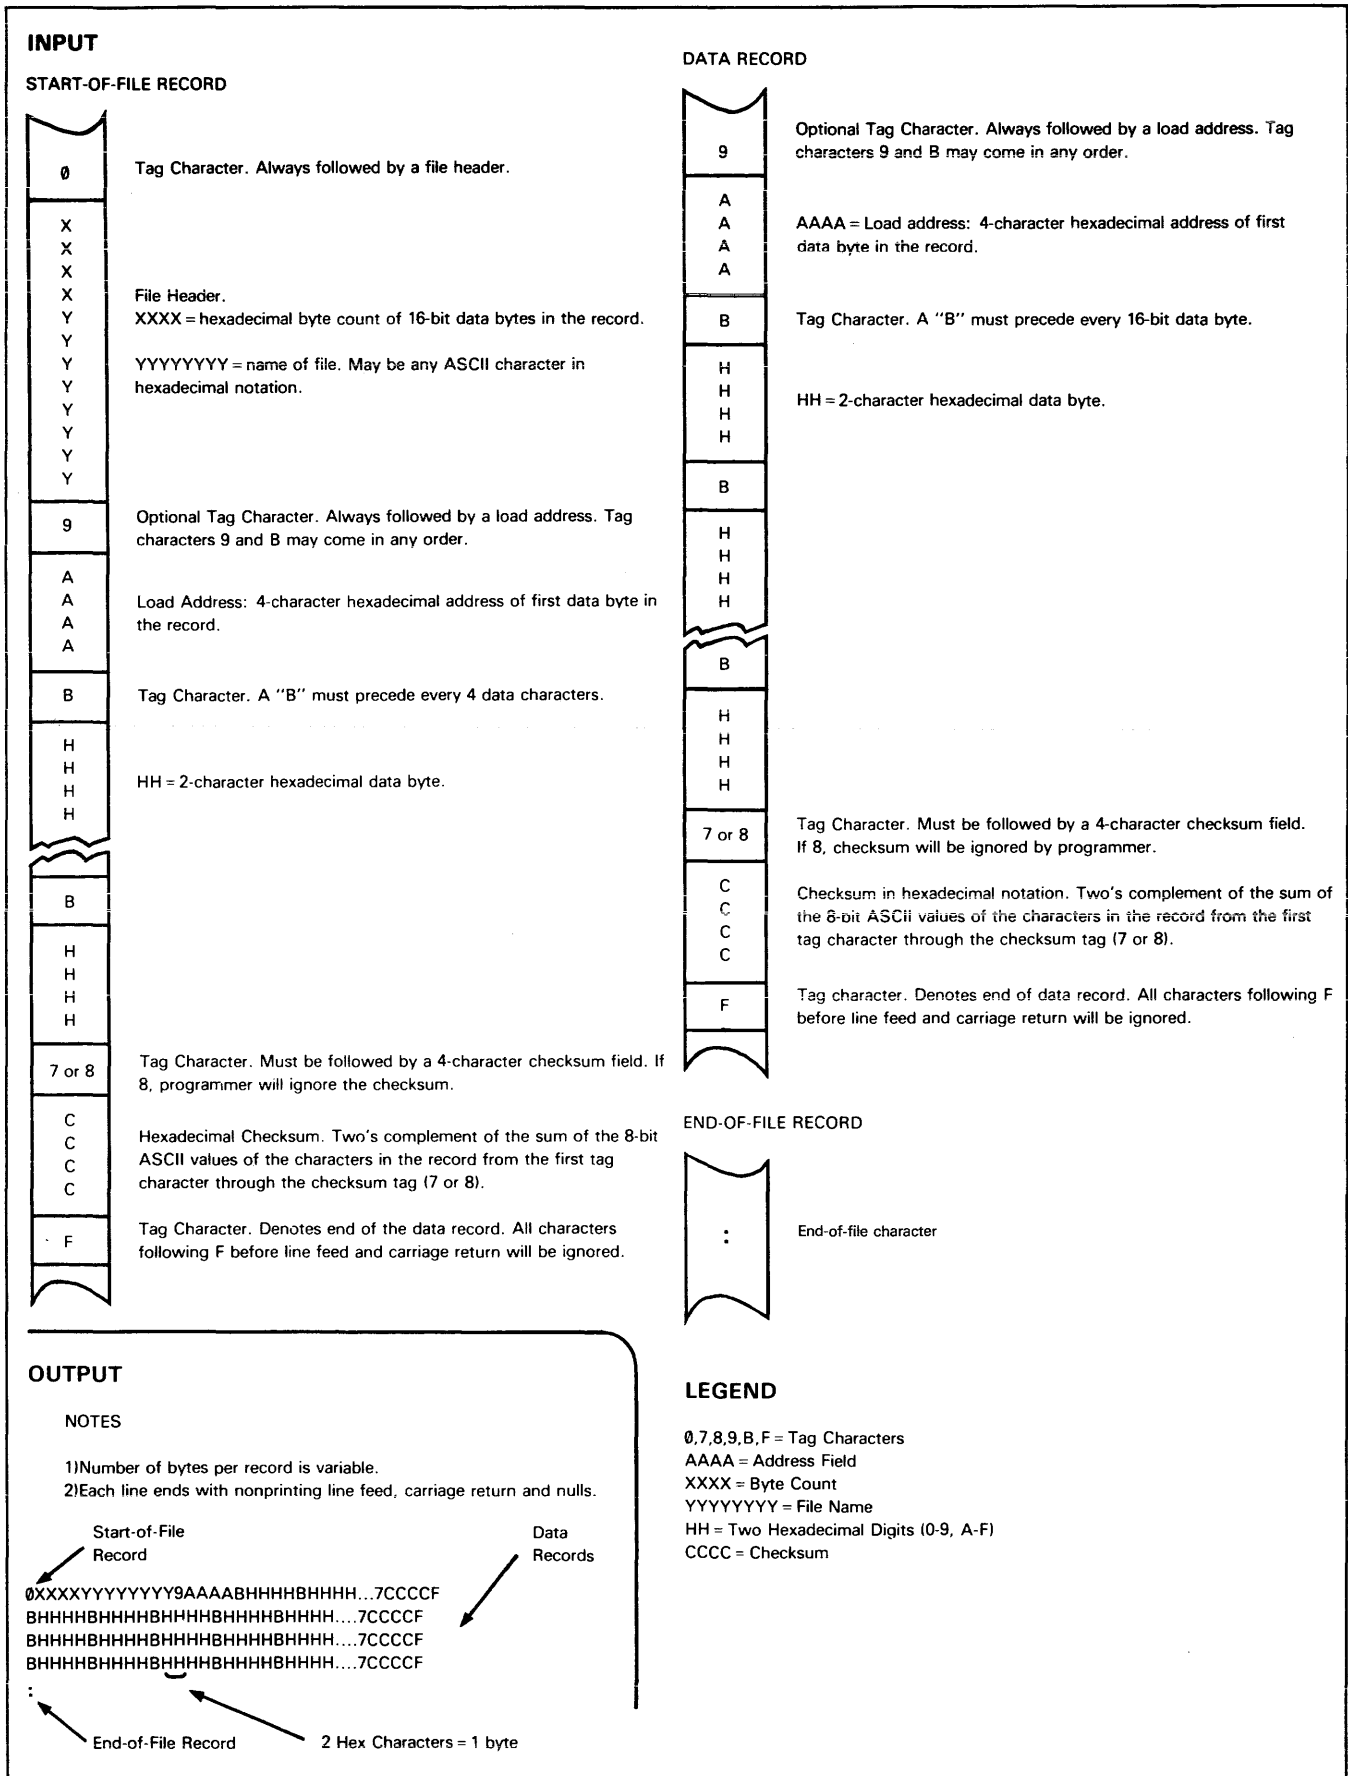 INPUT
START-OF-FILE RECORD
0
Tag Character. Always followed by a file header.
X
X
X
X
Y
Y
Y
Y
Y
Y
Y
Y
File Header.
XXXX = hexadecimal byte count of 16-bit data bytes in the record.
YYYYYYYY = name of file. May be any ASCII character in
hexadecimal notation.
9
Optional Tag Character. Always followed by a load address. Tag
characters 9 and B may come in any order.
A
A
A
A
Load Address: 4-character hexadecimal address of first data byte in
the record.
B
Tag Character. A "B" must precede every 4 data characters.
H
H
H
H
HH = 2-character hexadecimal data byte.
B
H
H
H
H
7 or 8
Tag Character. Must be followed by a 4-character checksum field. If
8, programmer will ignore the checksum.
C
C
C
C
Hexadecimal Checksum. Two's complement of the sum of the 8-bit
ASCII values of the characters in the record from the first tag
character through the checksum tag (7 or 8).
F
Tag Character. Denotes end of the data record. All characters
following F before line feed and carriage return will be ignored.
DATA RECORD
9
Optional Tag Character. Always followed by a load address. Tag
characters 9 and B may come in any order.
A
A
A
A
AAAA = Load address: 4-character hexadecimal address of first
data byte in the record.
B
Tag Character. A "B" must precede every 16-bit data byte.
H
H
H
H
HH = 2-character hexadecimal data byte.
B
H
H
H
H
B
H
H
H
H
7 or 8
Tag Character. Must be followed by a 4-character checksum field.
If 8, checksum will be ignored by programmer.
C
C
C
C
Checksum in hexadecimal notation. Two's complement of the sum of
the 8-bit ASCII values of the characters in the record from the first
tag character through the checksum tag (7 or 8).
F
Tag character. Denotes end of data record. All characters following F
before line feed and carriage return will be ignored.
END-OF-FILE RECORD
:
End-of-file character
OUTPUT
NOTES
1)Number of bytes per record is variable.
2)Each line ends with nonprinting line feed, carriage return and nulls.
Start-of-File
Record
Data
Records
0XXXXYYYYYYYY9AAAABHHHHBHHHH...7CCCCF
BHHHHBHHHHBHHHHBHHHHBHHHH....7CCCCF
BHHHHBHHHHBHHHHBHHHHBHHHH....7CCCCF
BHHHHBHHHHBHHHHBHHHHBHHHH....7CCCCF
:
End-of-File Record
2 Hex Characters = 1 byte
LEGEND
0,7,8,9,B,F = Tag Characters
AAAA = Address Field
XXXX = Byte Count
YYYYYYYY = File Name
HH = Two Hexadecimal Digits (0-9, A-F)
CCCC = Checksum